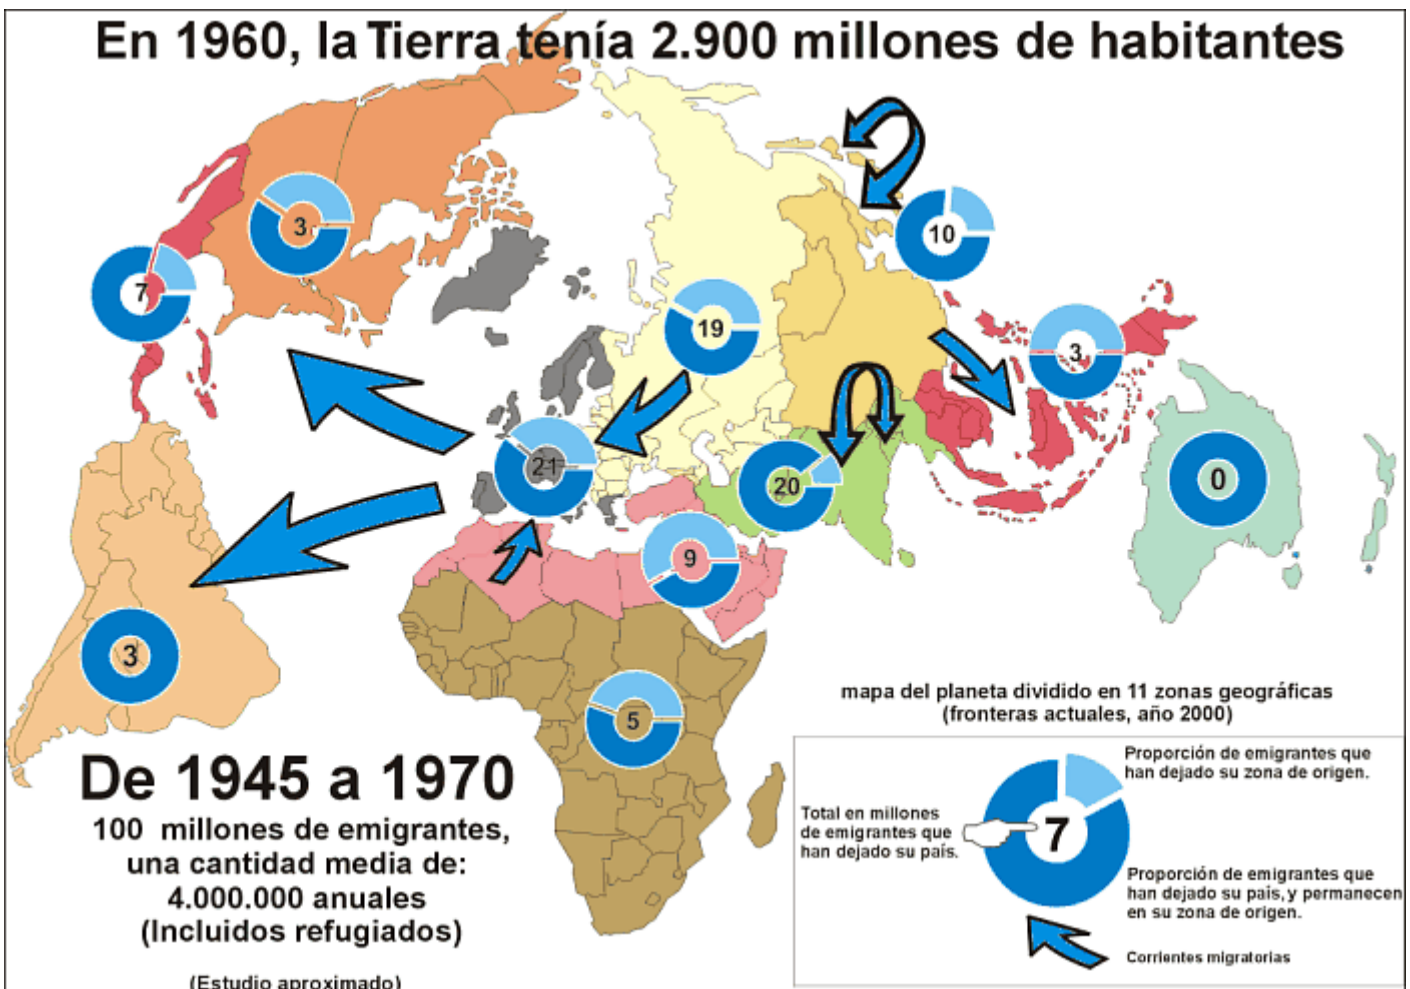 En 1960, la Tierra tenía 2.900 millones de habitantes
3
7
10
19
3
21
20
0
9
3
5
mapa del planeta dividido en 11 zonas geográficas
(fronteras actuales, año 2000)
De 1945 a 1970
100 millones de emigrantes,
una cantidad media de:
4.000.000 anuales
(Incluidos refugiados)
(Estudio aproximado)
Proporción de emigrantes que
han dejado su zona de origen.
Total en millones
de emigrantes que
han dejado su país.
7
Proporción de emigrantes que
han dejado su país, y permanecen
en su zona de origen.
Corrientes migratorias